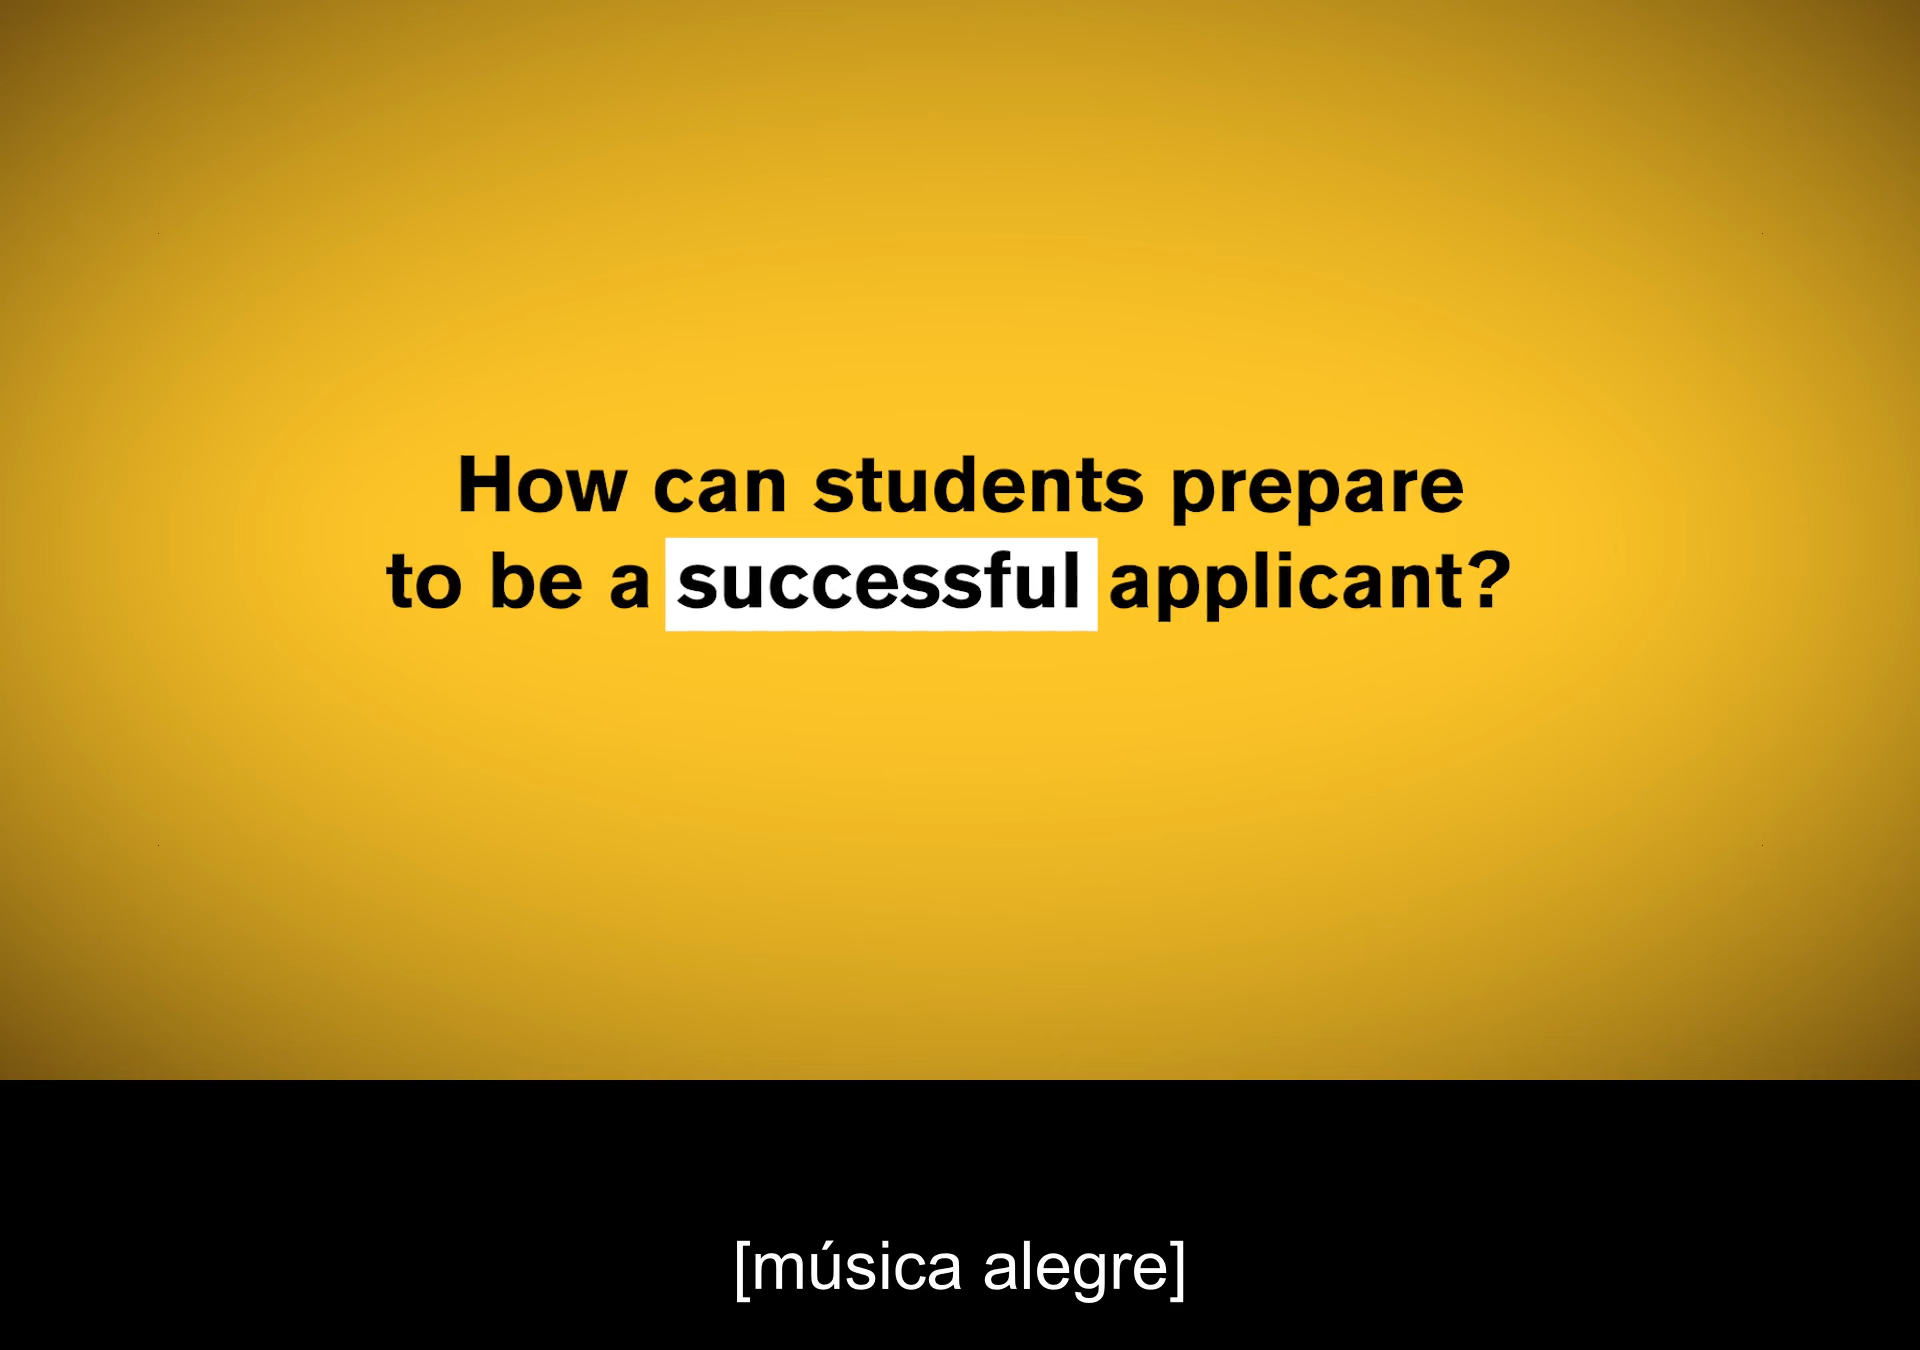 How can students prepare
to be a successful applicant?
[música alegre]